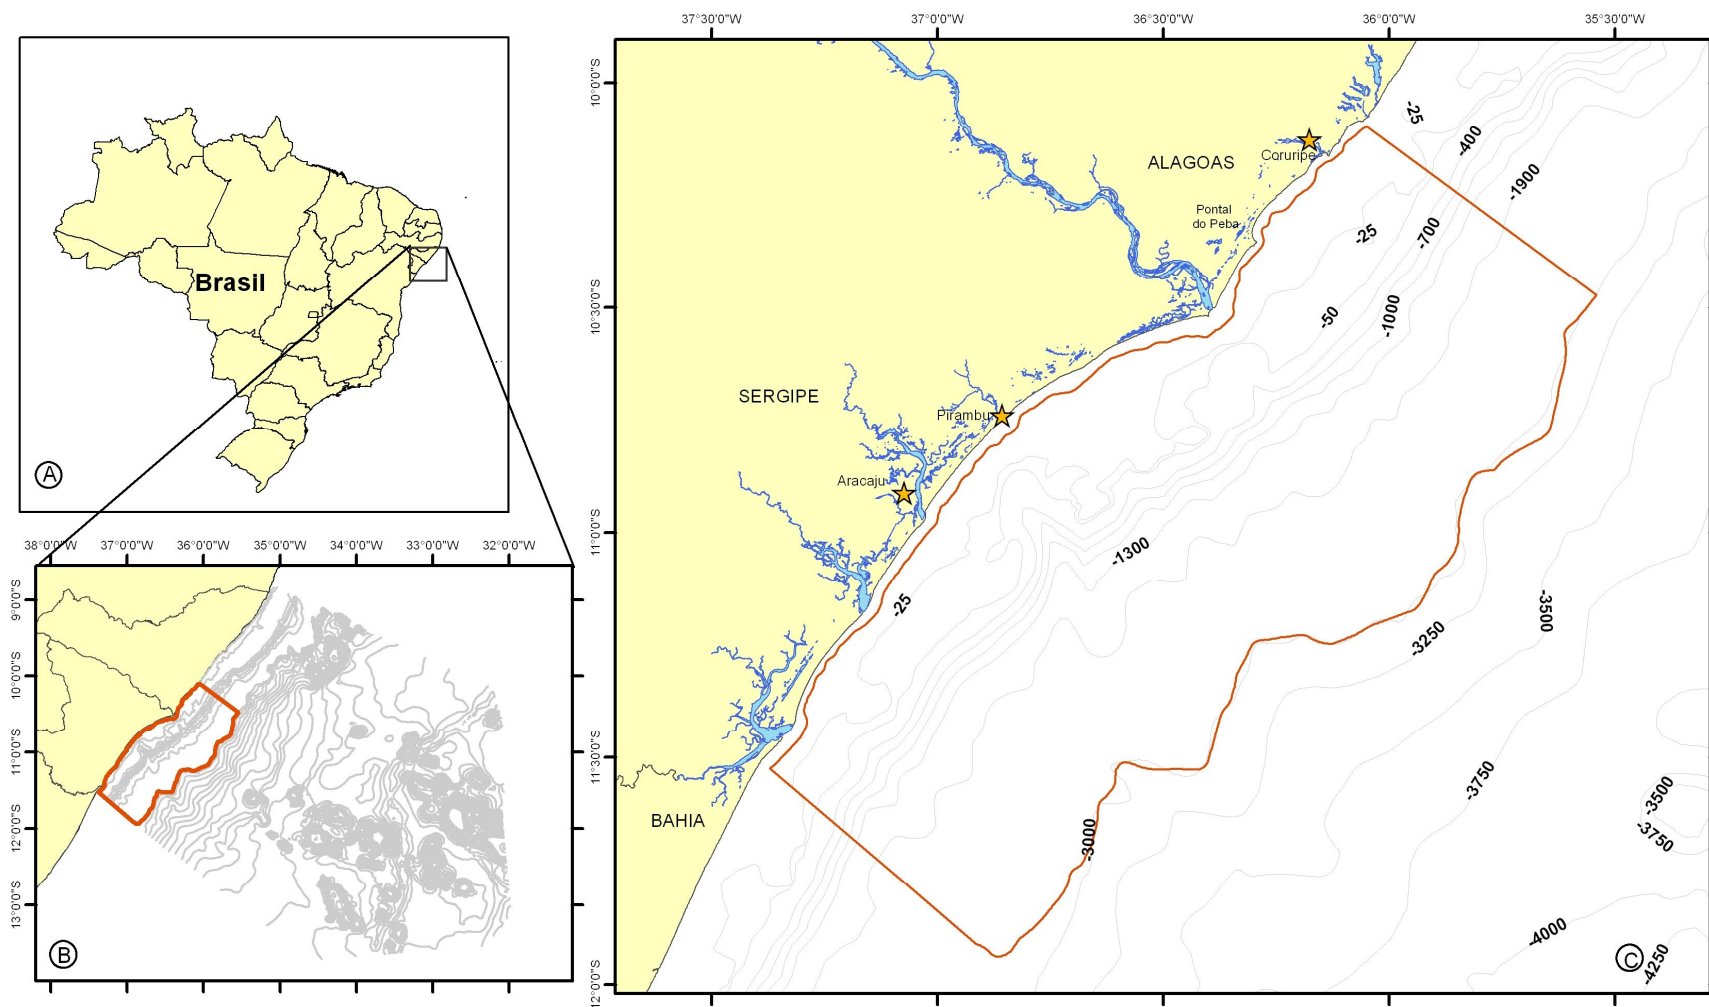 Brasil
A
38°0'0"W
37°0'0"W
36°0'0"W
35°0'0"W
34°0'0"W
33°0'0"W
32°0'0"W
9°0'0"S
10°0'0"S
11°0'0"S
12°0'0"S
13°0'0"S
B
37°30'0"W
37°0'0"W
36°30'0"W
36°0'0"W
35°30'0"W
10°0'0"S
10°30'0"S
11°0'0"S
11°30'0"S
12°0'0"S
ALAGOAS
Coruripe
Pontal
do Peba
SERGIPE
Pirambu
Aracaju
BAHIA
-25
-400
-1900
-25
-700
-50
-1000
-1300
-25
-3500
-3250
-3750
-3500
-3750
-3000
-4000
-4250
C